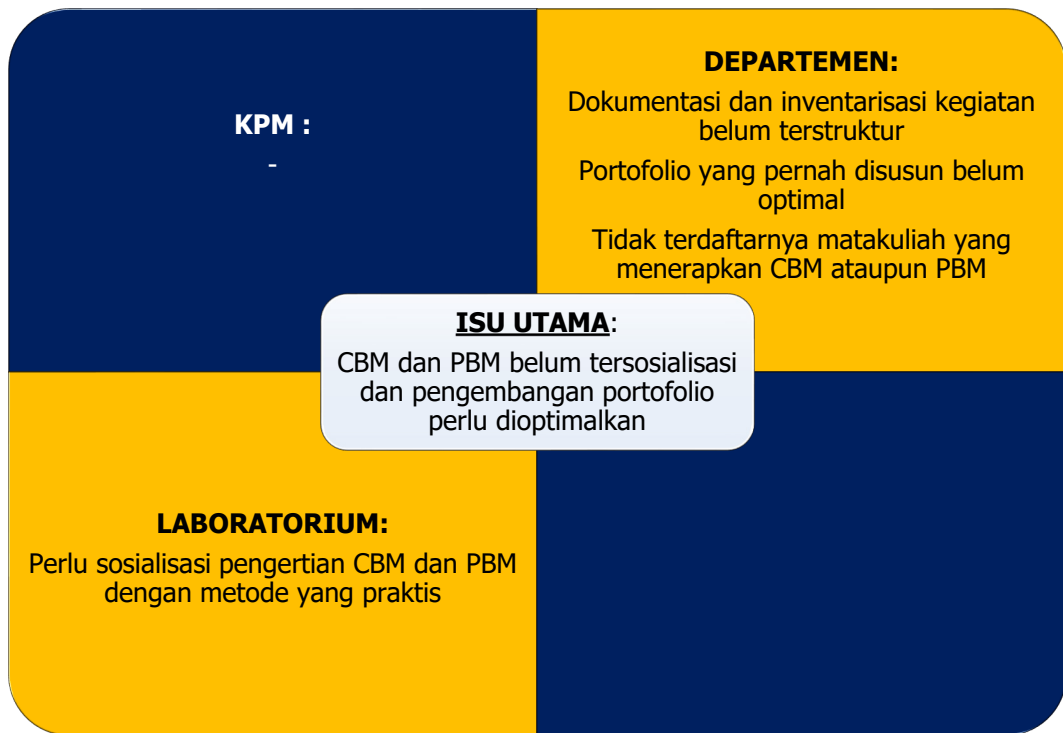 KPM :
-
DEPARTEMEN:
Dokumentasi dan inventarisasi kegiatan
belum terstruktur
Portofolio yang pernah disusun belum
optimal
Tidak terdaftarnya matakuliah yang
menerapkan CBM ataupun PBM
ISU UTAMA:
CBM dan PBM belum tersosialisasi
dan pengembangan portofolio
perlu dioptimalkan
LABORATORIUM:
Perlu sosialisasi pengertian CBM dan PBM
dengan metode yang praktis